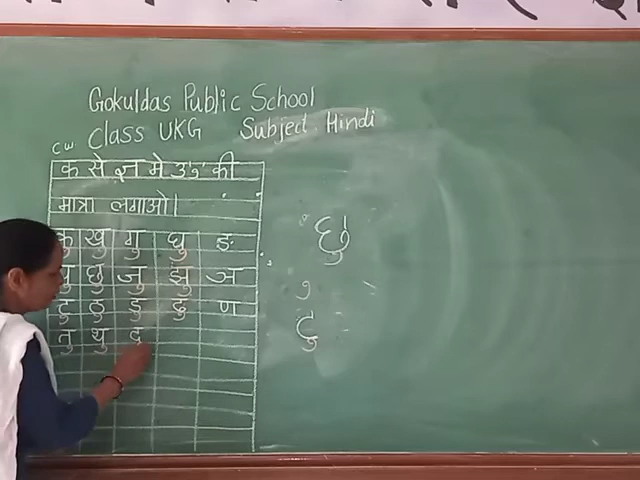 Gokuldas Public School
CW Class UKG Subject Hindi
क से ज्ञ मे उ ु की
मात्रा लगाओ।
कु खु गु घु ङ
चु छु जु झु ञ
टु ठु डु ढु ण
तु थु द
छु
ु
टु